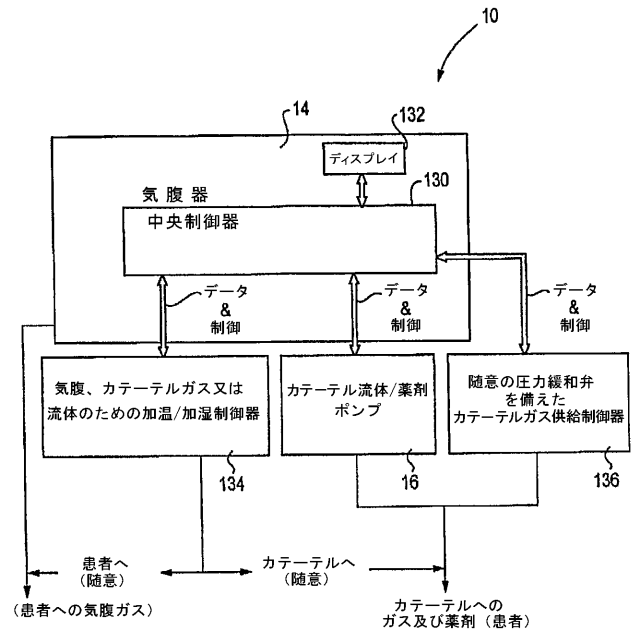 10
14
132
ディスプレイ
130
気腹器
中央制御器
データ
&
制御
データ
&
制御
データ
&
制御
気腹、カテーテルガス又は
流体のための加温/加湿制御器
134
カテーテル流体/薬剤
ポンプ
16
随意の圧力緩和弁
を備えた
カテーテルガス供給制御器
136
患者へ
(随意)
カテーテルへ
(随意)
(患者への気腹ガス)
カテーテルへの
ガス及び薬剤(患者)